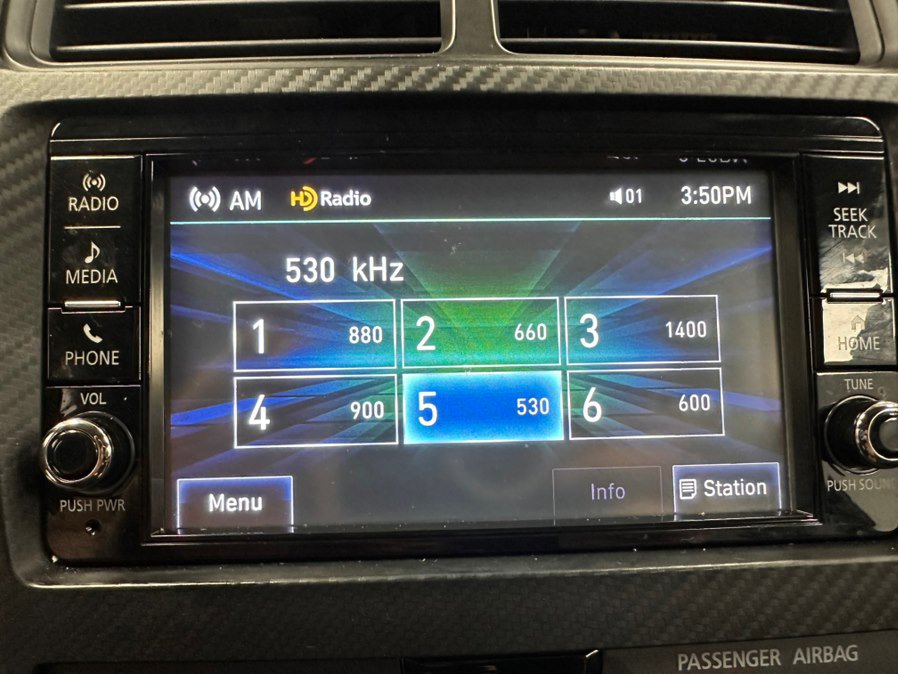 RADIO
MEDIA
PHONE
VOL
PUSH PWR
AM HD Radio 01 3:50PM
530 kHz
1 880 2 660 3 1400
4 900 5 530 6 600
Menu Info Station
SEEK
TRACK
HOME
TUNE
PUSH SOUND
PASSENGER AIRBAG